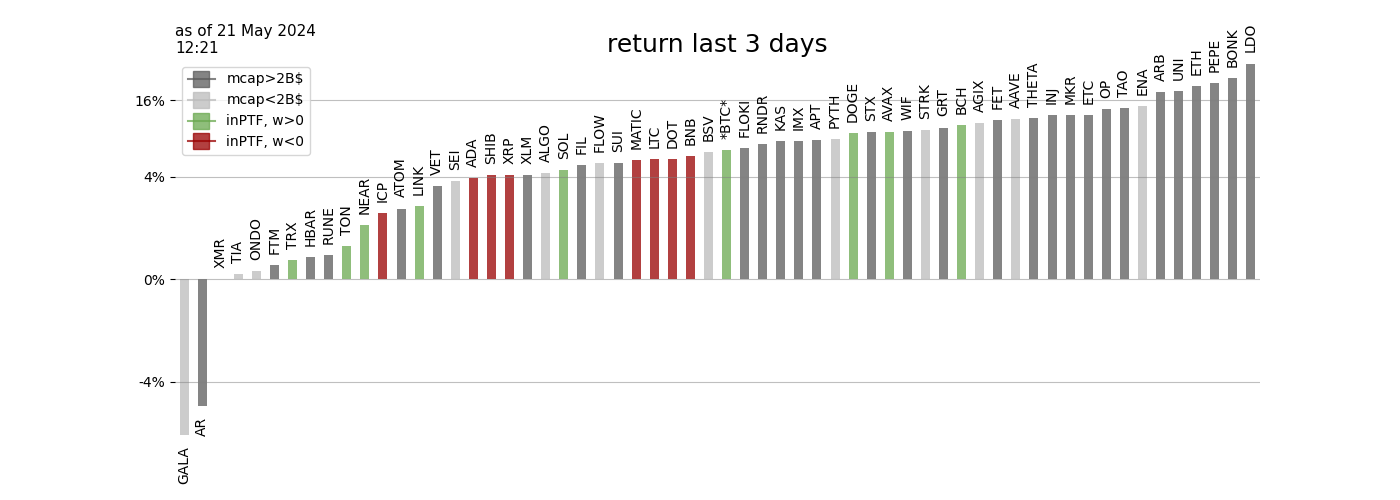 as of 21 May 2024
12:21
return last 3 days
mcap>2B$
mcap<2B$
inPTF, w>0
inPTF, w<0
16%
4%
0%
-4%
GALA
AR
XMR
TIA
ONDO
FTM
TRX
HBAR
RUNE
TON
NEAR
ICP
ATOM
LINK
VET
SEI
ADA
SHIB
XRP
XLM
ALGO
SOL
FIL
FLOW
SUI
MATIC
LTC
DOT
BNB
BSV
*BTC*
FLOKI
RNDR
KAS
IMX
APT
PYTH
DOGE
STX
AVAX
WIF
STRK
GRT
BCH
AGIX
FET
AAVE
THETA
INJ
MKR
ETC
OP
TAO
ENA
ARB
UNI
ETH
PEPE
BONK
LDO